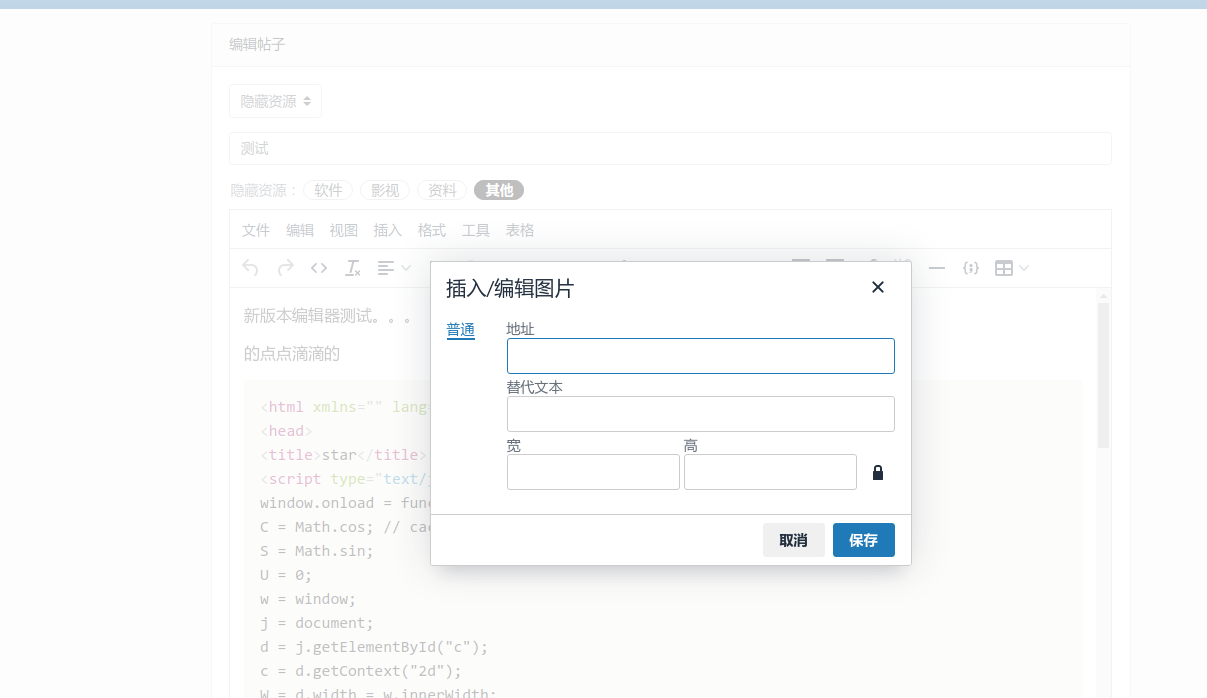 编辑帖子
隐藏资源
测试
隐藏资源： 软件 影视 资料 其他
文件 编辑 视图 插入 格式 工具 表格
插入/编辑图片
普通
地址
替代文本
宽 高
取消 保存
新版本编辑器测试。。。
的点点滴滴的
<html xmlns="" lang=
<head>
<title>star</title>
<script type="text/
window.onload = func
C = Math.cos; // cac
S = Math.sin;
U = 0;
w = window;
j = document;
d = j.getElementById("c");
c = d.getContext("2d");
W = d.width = w.innerWidth;